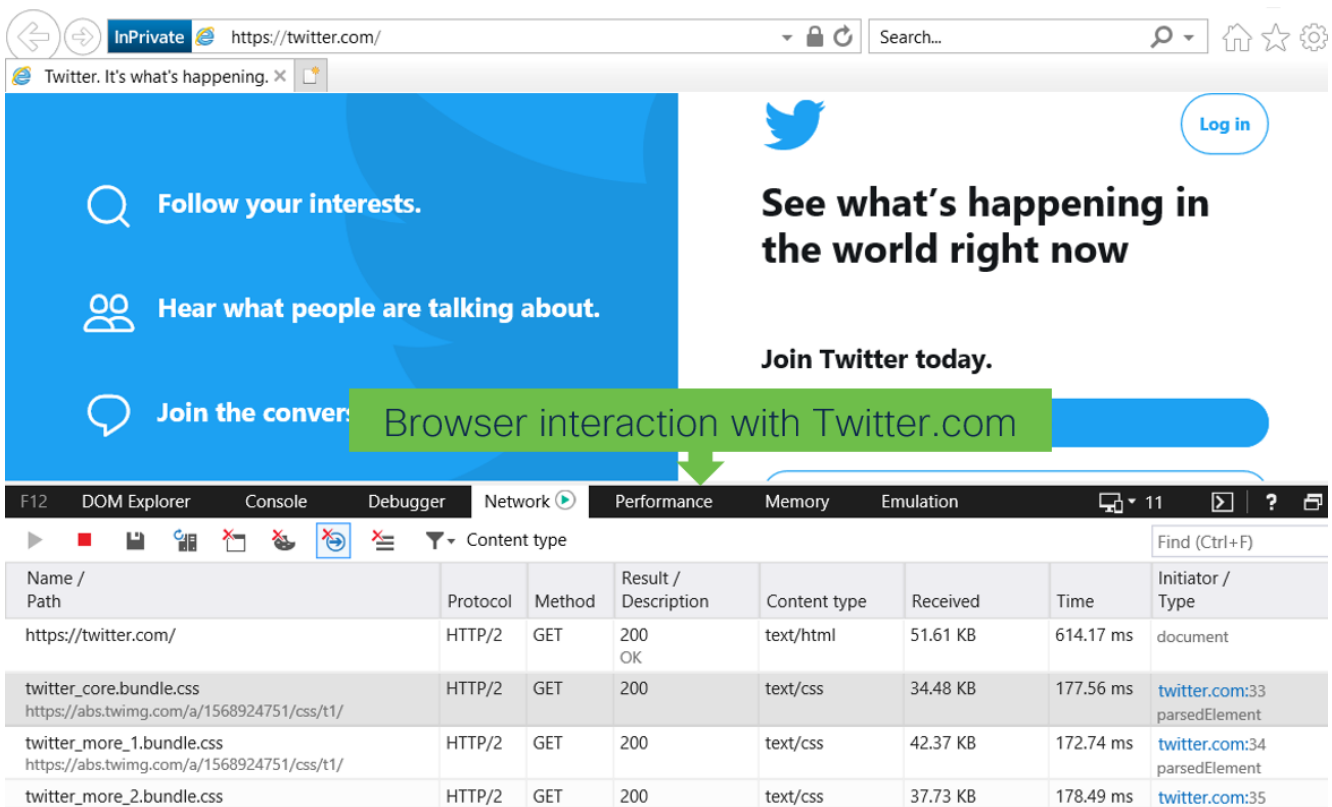 InPrivate https://twitter.com/ Search...
Twitter. It's what's happening.
Log in
Follow your interests.
See what's happening in
the world right now
Hear what people are talking about.
Join Twitter today.
Join the conver
Browser interaction with Twitter.com
F12 DOM Explorer Console Debugger Network Performance Memory Emulation 11 ?
Content type Find (Ctrl+F)
Name / Result / Initiator /
Path Protocol Method Description Content type Received Time Type
https://twitter.com/ HTTP/2 GET 200 text/html 51.61 KB 614.17 ms document
OK
twitter_core.bundle.css HTTP/2 GET 200 text/css 34.48 KB 177.56 ms twitter.com:33
https://abs.twimg.com/a/1568924751/css/t1/ parsedElement
twitter_more_1.bundle.css HTTP/2 GET 200 text/css 42.37 KB 172.74 ms twitter.com:34
https://abs.twimg.com/a/1568924751/css/t1/ parsedElement
twitter_more_2.bundle.css HTTP/2 GET 200 text/css 37.73 KB 178.49 ms twitter.com:35